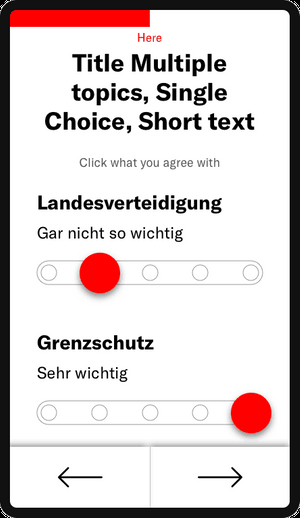 Here
Title Multiple
topics, Single
Choice, Short text
Click what you agree with
Landesverteidigung
Gar nicht so wichtig
Grenzschutz
Sehr wichtig